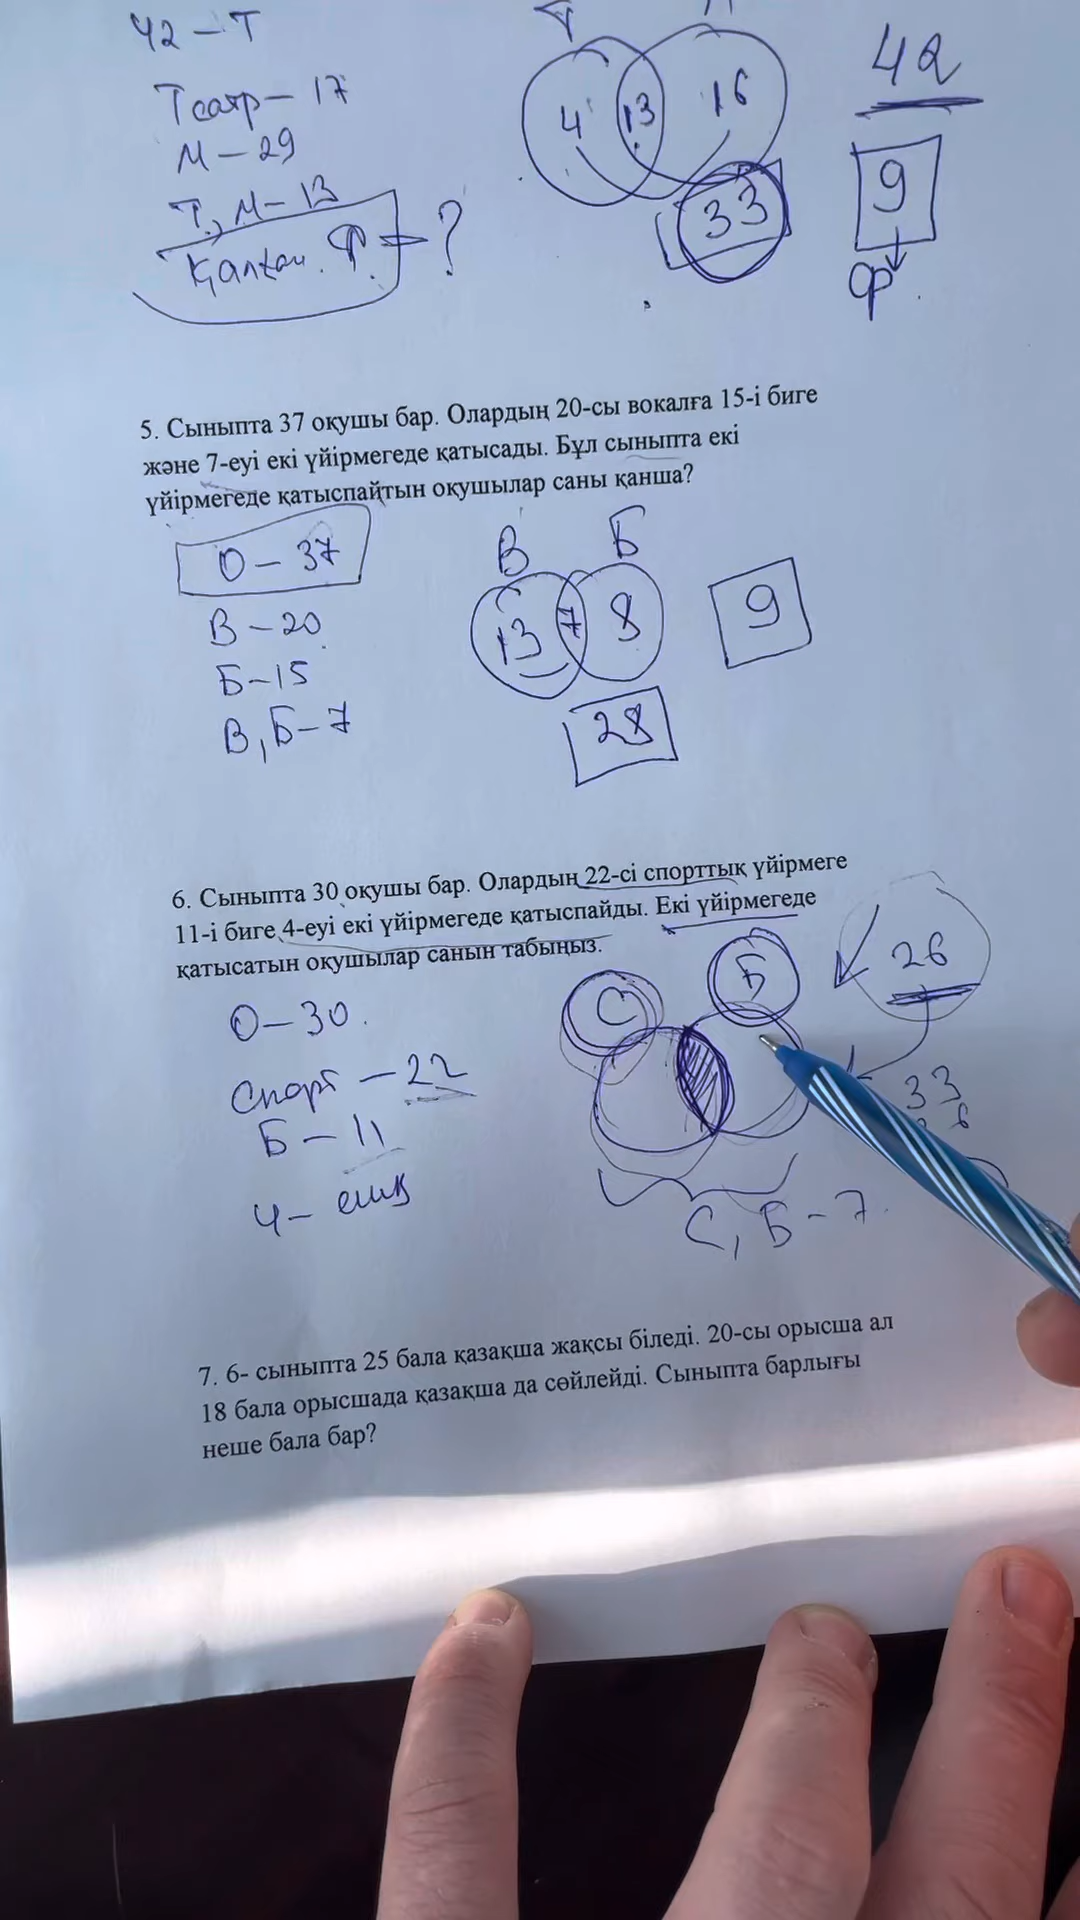 42 – Т
Театр – 17
М – 29
Т, М – 13
Қалған. Ф. – ?
Т
4 13 16
33
42
9
Ф
5. Сыныпта 37 оқушы бар. Олардың 20-сы вокалға 15-і биге
және 7-еуі екі үйірмегеде қатысады. Бұл сыныпта екі
үйірмегеде қатыспайтын оқушылар саны қанша?
О – 37
В – 20
Б – 15
В, Б – 7
В Б
13 7 8
28
9
6. Сыныпта 30 оқушы бар. Олардың 22-сі спорттық үйірмеге
11-і биге 4-еуі екі үйірмегеде қатыспайды. Екі үйірмегеде
қатысатын оқушылар санын табыңыз.
О – 30.
Спорт – 22
Б – 11
4 – ешқ
С Б
26
33
С, Б – 7.
7. 6- сыныпта 25 бала қазақша жақсы біледі. 20-сы орысша ал
18 бала орысшада қазақша да сөйлейді. Сыныпта барлығы
неше бала бар?